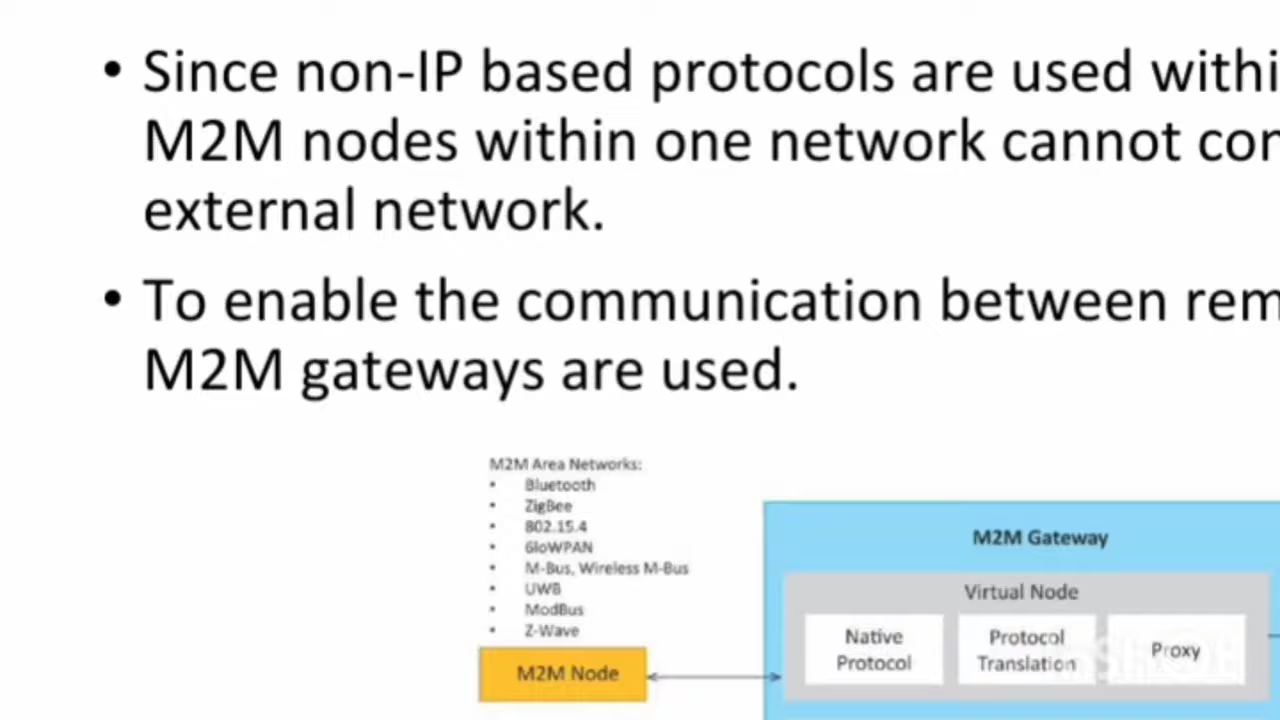 • Since non-IP based protocols are used withi
M2M nodes within one network cannot con
external network.
• To enable the communication between rem
M2M gateways are used.
M2M Area Networks:
• Bluetooth
• ZigBee
• 802.15.4
• 6loWPAN
• M-Bus, Wireless M-Bus
• UWB
• ModBus
• Z-Wave
M2M Node
M2M Gateway
Virtual Node
Native
Protocol
Protocol
Translation
Proxy